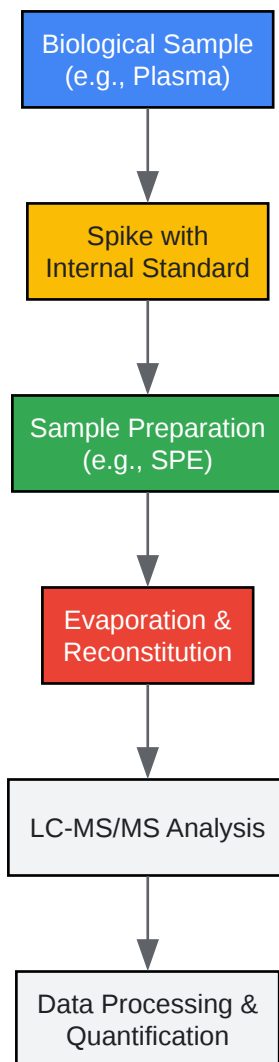 Biological Sample
(e.g., Plasma)
Spike with
Internal Standard
Sample Preparation
(e.g., SPE)
Evaporation &
Reconstitution
LC-MS/MS Analysis
Data Processing &
Quantification